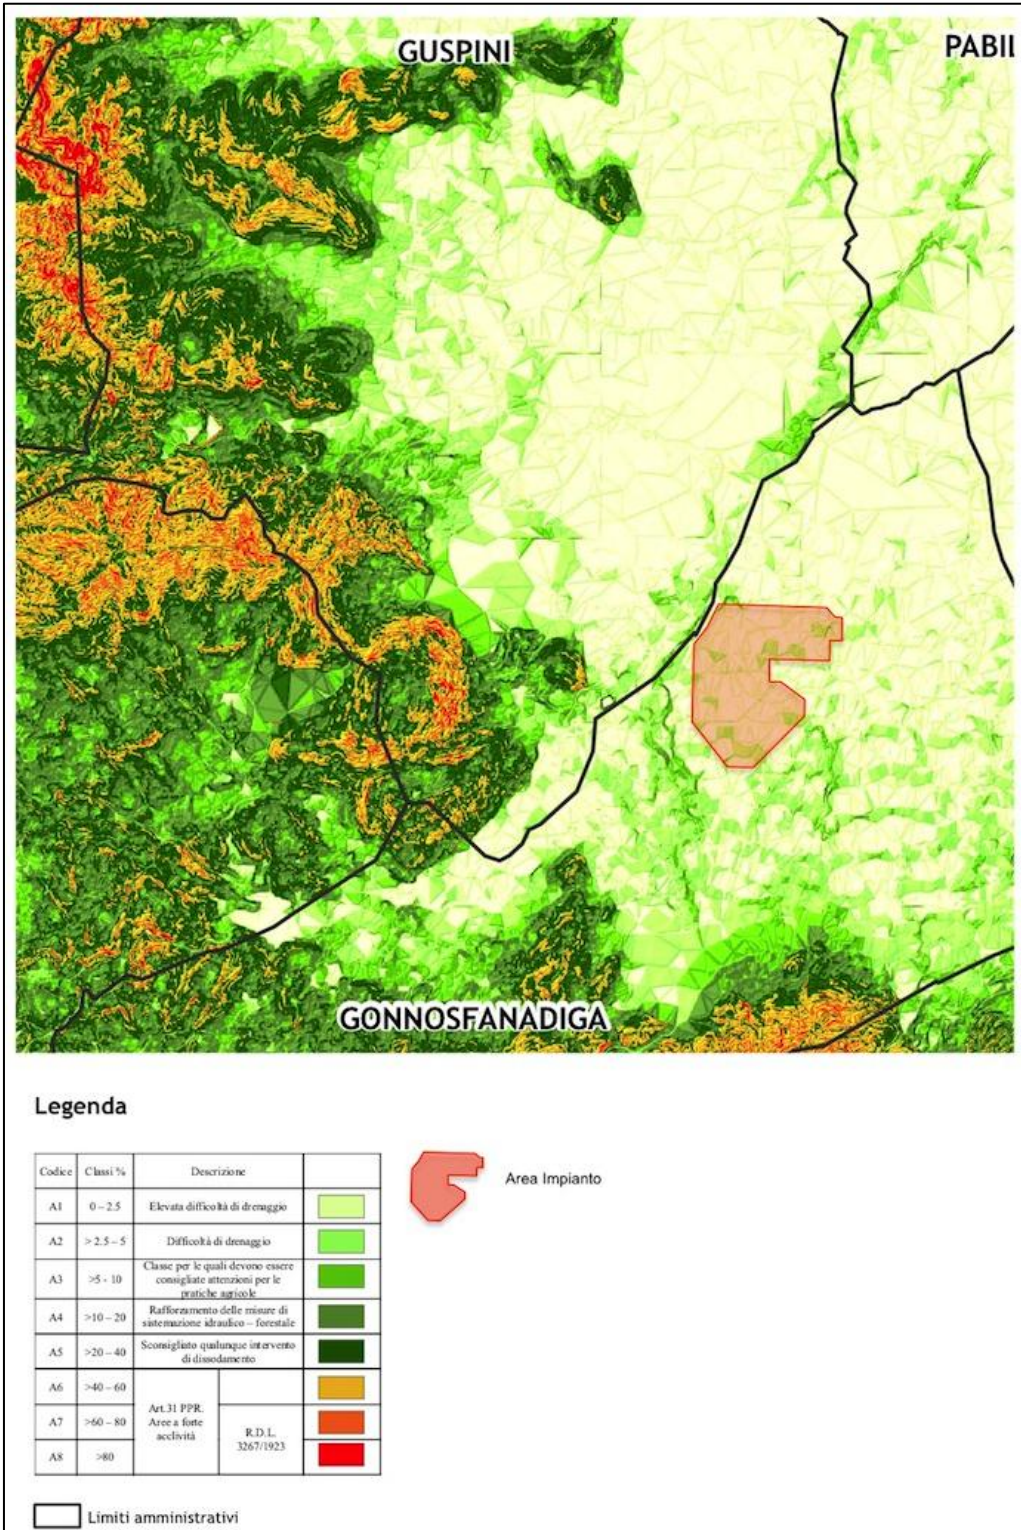 GUSPINI
PABIL
GONNOSFANADIGA
Legenda
Codice Classi % Descrizione
A1 0 – 2.5 Elevata difficoltà di drenaggio
A2 > 2.5 – 5 Difficoltà di drenaggio
A3 >5 - 10 Classe per le quali devono essere
consigliate attenzioni per le
pratiche agricole
A4 >10 – 20 Rafforzamento delle misure di
sistemazione idraulico – forestale
A5 >20 – 40 Sconsigliato qualunque intervento
di dissodamento
A6 >40 – 60
Art.31 PPR.
Aree a forte
acclività
A7 >60 – 80
R.D.L.
3267/1923
A8 >80
Area Impianto
Limiti amministrativi